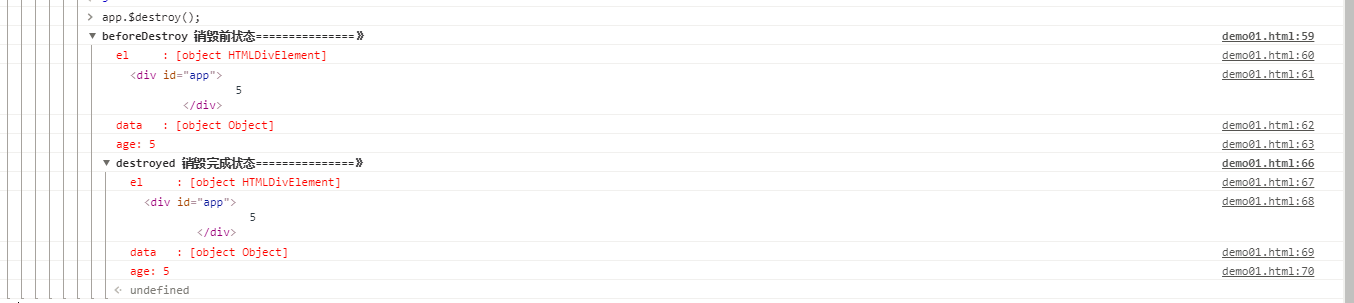 > app.$destroy();
▼ beforeDestroy 销毁前状态===============》 demo01.html:59
el     : [object HTMLDivElement] demo01.html:60
<div id="app"> demo01.html:61
5
</div>
data   : [object Object] demo01.html:62
age: 5 demo01.html:63
▼ destroyed 销毁完成状态===============》 demo01.html:66
el     : [object HTMLDivElement] demo01.html:67
<div id="app"> demo01.html:68
5
</div>
data   : [object Object] demo01.html:69
age: 5 demo01.html:70
undefined